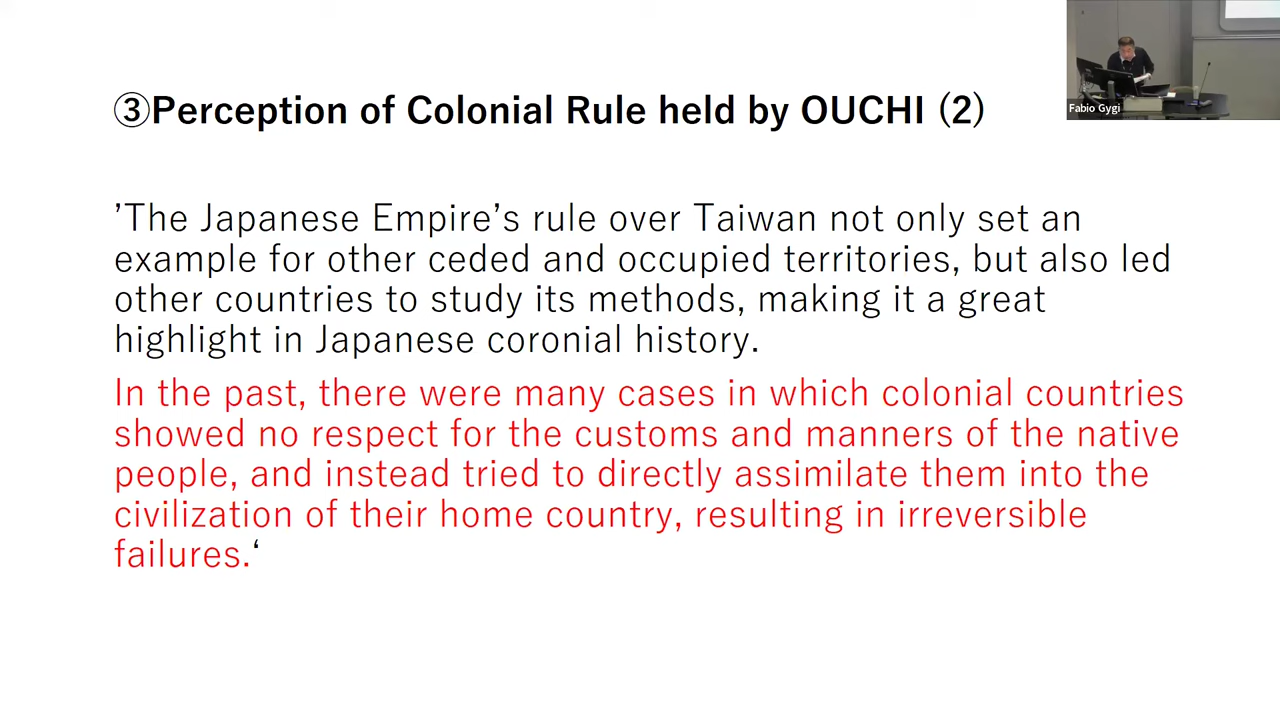 ③Perception of Colonial Rule held by OUCHI (2)
’The Japanese Empire’s rule over Taiwan not only set an
example for other ceded and occupied territories, but also led
other countries to study its methods, making it a great
highlight in Japanese coronial history.
In the past, there were many cases in which colonial countries
showed no respect for the customs and manners of the native
people, and instead tried to directly assimilate them into the
civilization of their home country, resulting in irreversible
failures.‘
Fabio Gygi